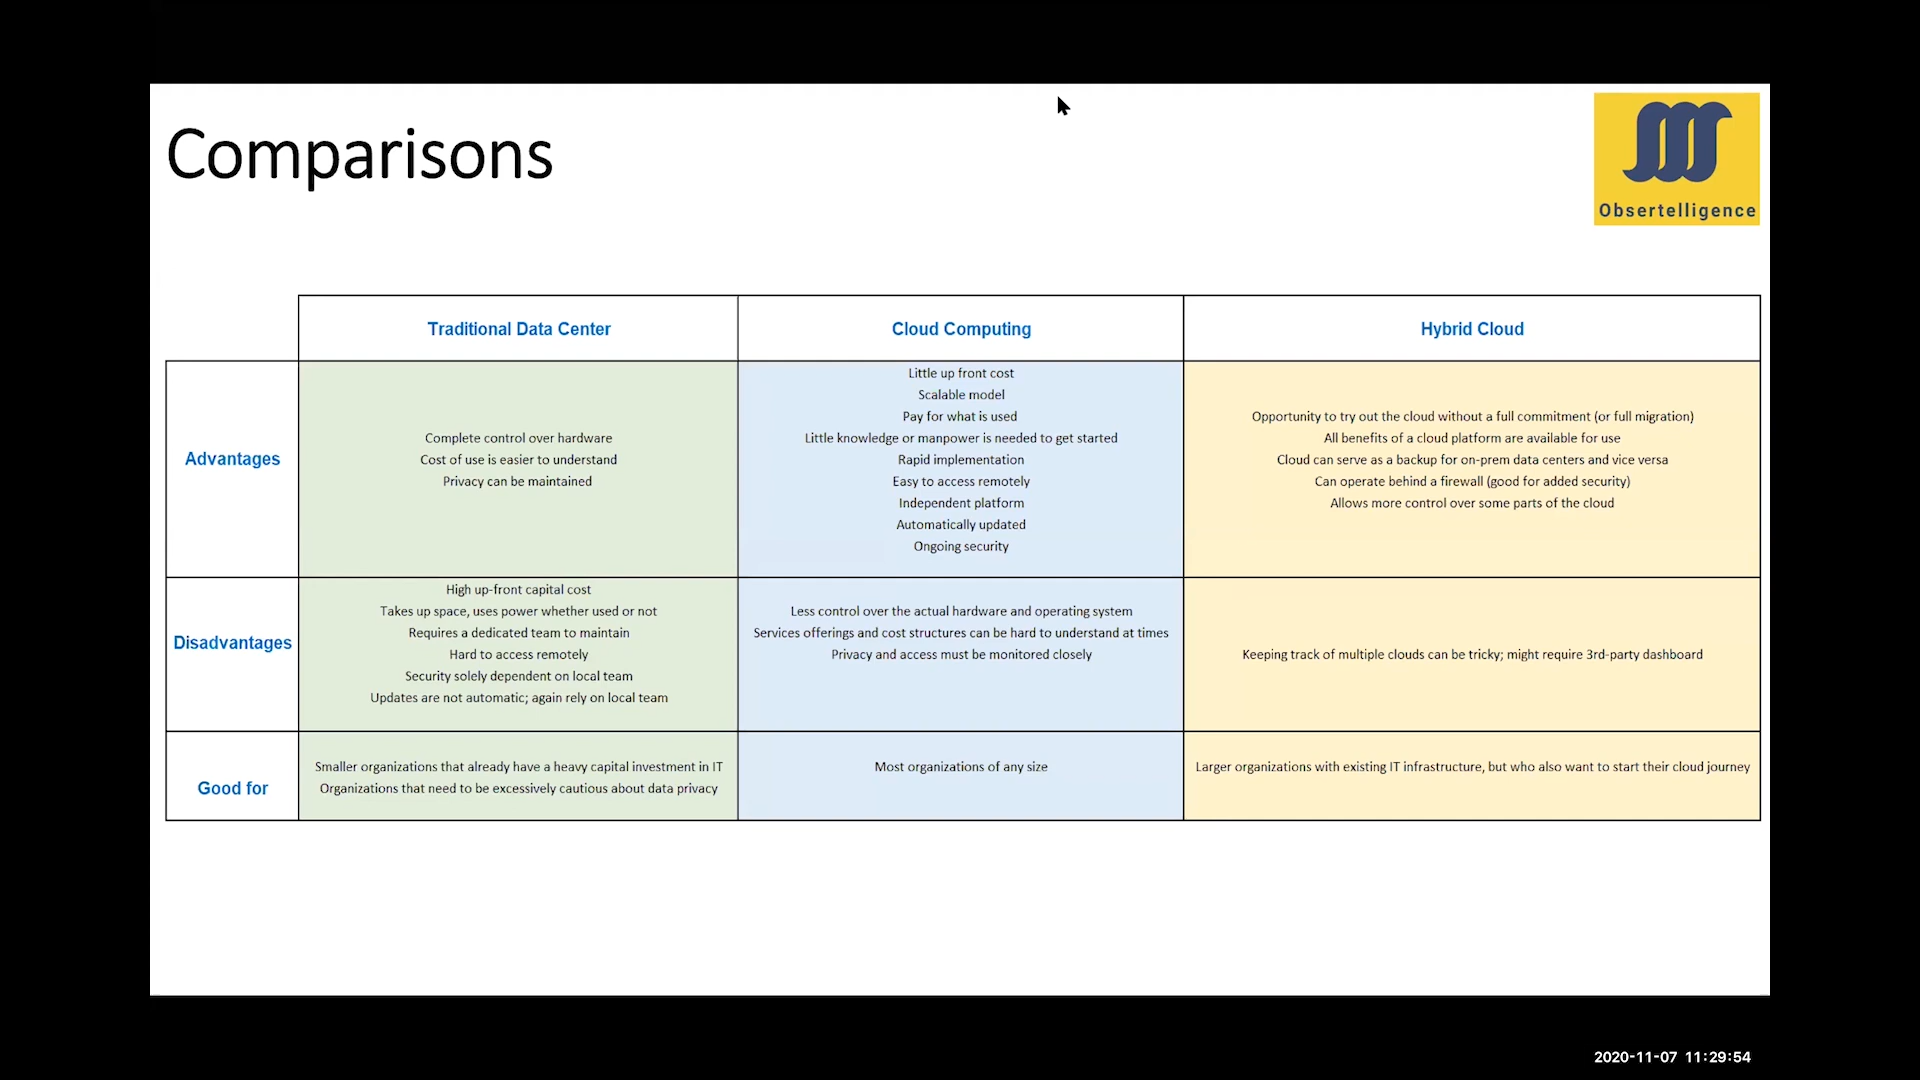 Comparisons
Obsertelligence
Traditional Data Center
Cloud Computing
Hybrid Cloud
Advantages
Complete control over hardware
Cost of use is easier to understand
Privacy can be maintained
Little up front cost
Scalable model
Pay for what is used
Little knowledge or manpower is needed to get started
Rapid implementation
Easy to access remotely
Independent platform
Automatically updated
Ongoing security
Opportunity to try out the cloud without a full commitment (or full migration)
All benefits of a cloud platform are available for use
Cloud can serve as a backup for on-prem data centers and vice versa
Can operate behind a firewall (good for added security)
Allows more control over some parts of the cloud
Disadvantages
High up-front capital cost
Takes up space, uses power whether used or not
Requires a dedicated team to maintain
Hard to access remotely
Security solely dependent on local team
Updates are not automatic; again rely on local team
Less control over the actual hardware and operating system
Services offerings and cost structures can be hard to understand at times
Privacy and access must be monitored closely
Keeping track of multiple clouds can be tricky; might require 3rd-party dashboard
Good for
Smaller organizations that already have a heavy capital investment in IT
Organizations that need to be excessively cautious about data privacy
Most organizations of any size
Larger organizations with existing IT infrastructure, but who also want to start their cloud journey
2020-11-07 11:29:54